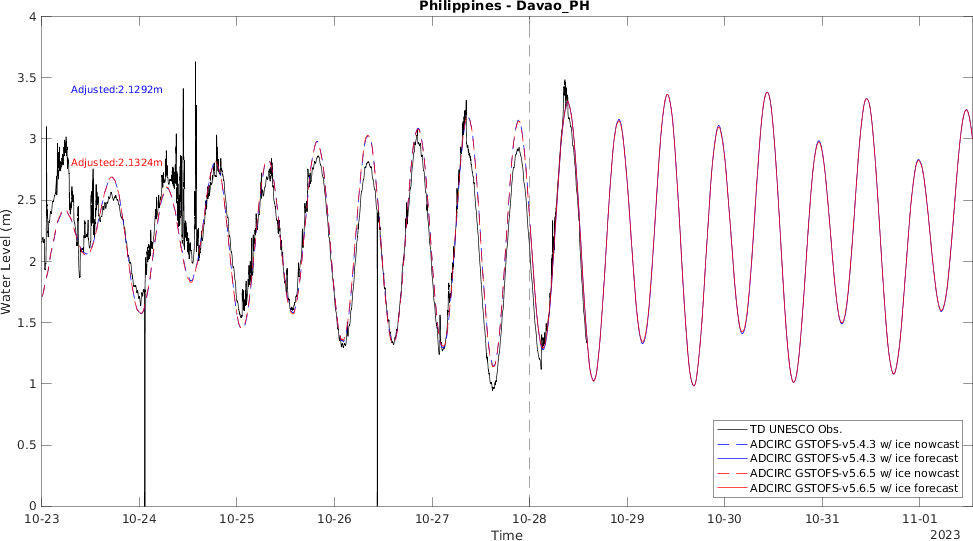 Philippines - Davao_PH
Water Level (m)
4
3.5
3
2.5
2
1.5
1
0.5
0
Adjusted:2.1292m
Adjusted:2.1324m
TD UNESCO Obs.
ADCIRC GSTOFS-v5.4.3 w/ ice nowcast
ADCIRC GSTOFS-v5.4.3 w/ ice forecast
ADCIRC GSTOFS-v5.6.5 w/ ice nowcast
ADCIRC GSTOFS-v5.6.5 w/ ice forecast
10-23 10-24 10-25 10-26 10-27 10-28 10-29 10-30 10-31 11-01
Time
2023